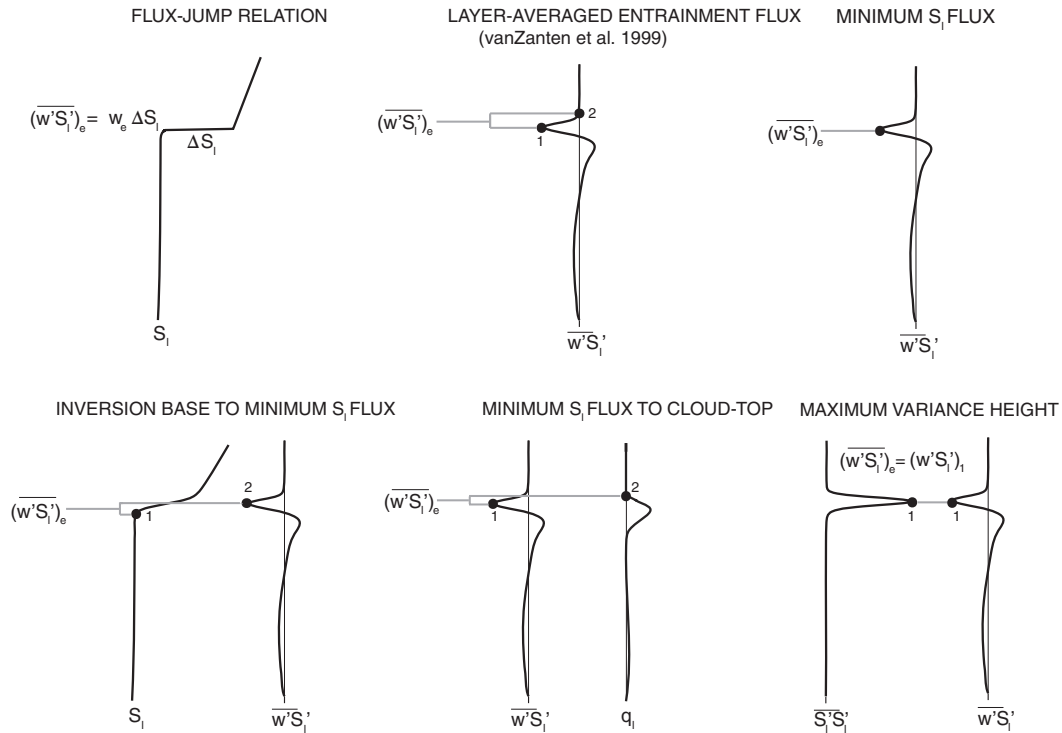 FLUX-JUMP RELATION
(w'S_l')_e = w_e ΔS_l
ΔS_l
S_l
LAYER-AVERAGED ENTRAINMENT FLUX
(vanZanten et al. 1999)
(w'S_l')_e
2
1
w'S_l'
MINIMUM S_l FLUX
(w'S_l')_e
w'S_l'
INVERSION BASE TO MINIMUM S_l FLUX
2
(w'S_l')_e
1
S_l
w'S_l'
MINIMUM S_l FLUX TO CLOUD-TOP
(w'S_l')_e
2
1
w'S_l'
q_l
MAXIMUM VARIANCE HEIGHT
(w'S_l')_e = (w'S_l')_1
1
1
S_l'S_l'
w'S_l'